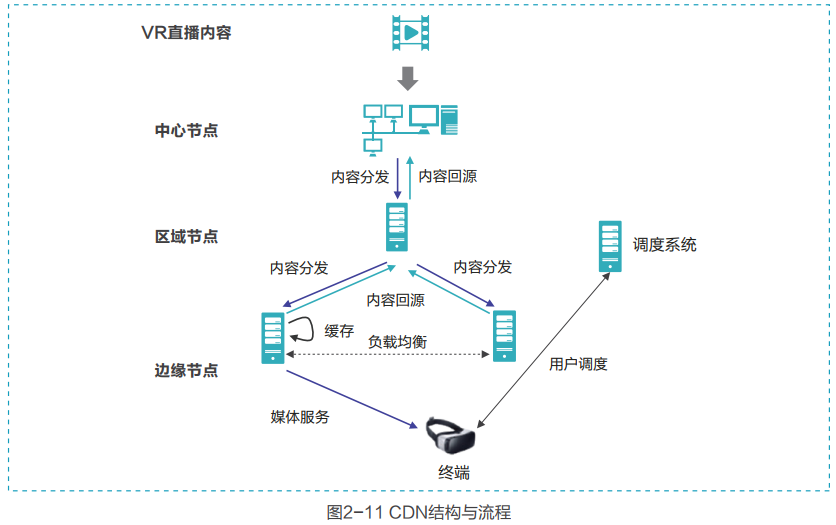 VR直播内容
中心节点
内容分发
内容回源
区域节点
调度系统
内容分发
内容分发
内容回源
缓存
负载均衡
边缘节点
用户调度
媒体服务
终端
图2-11 CDN结构与流程